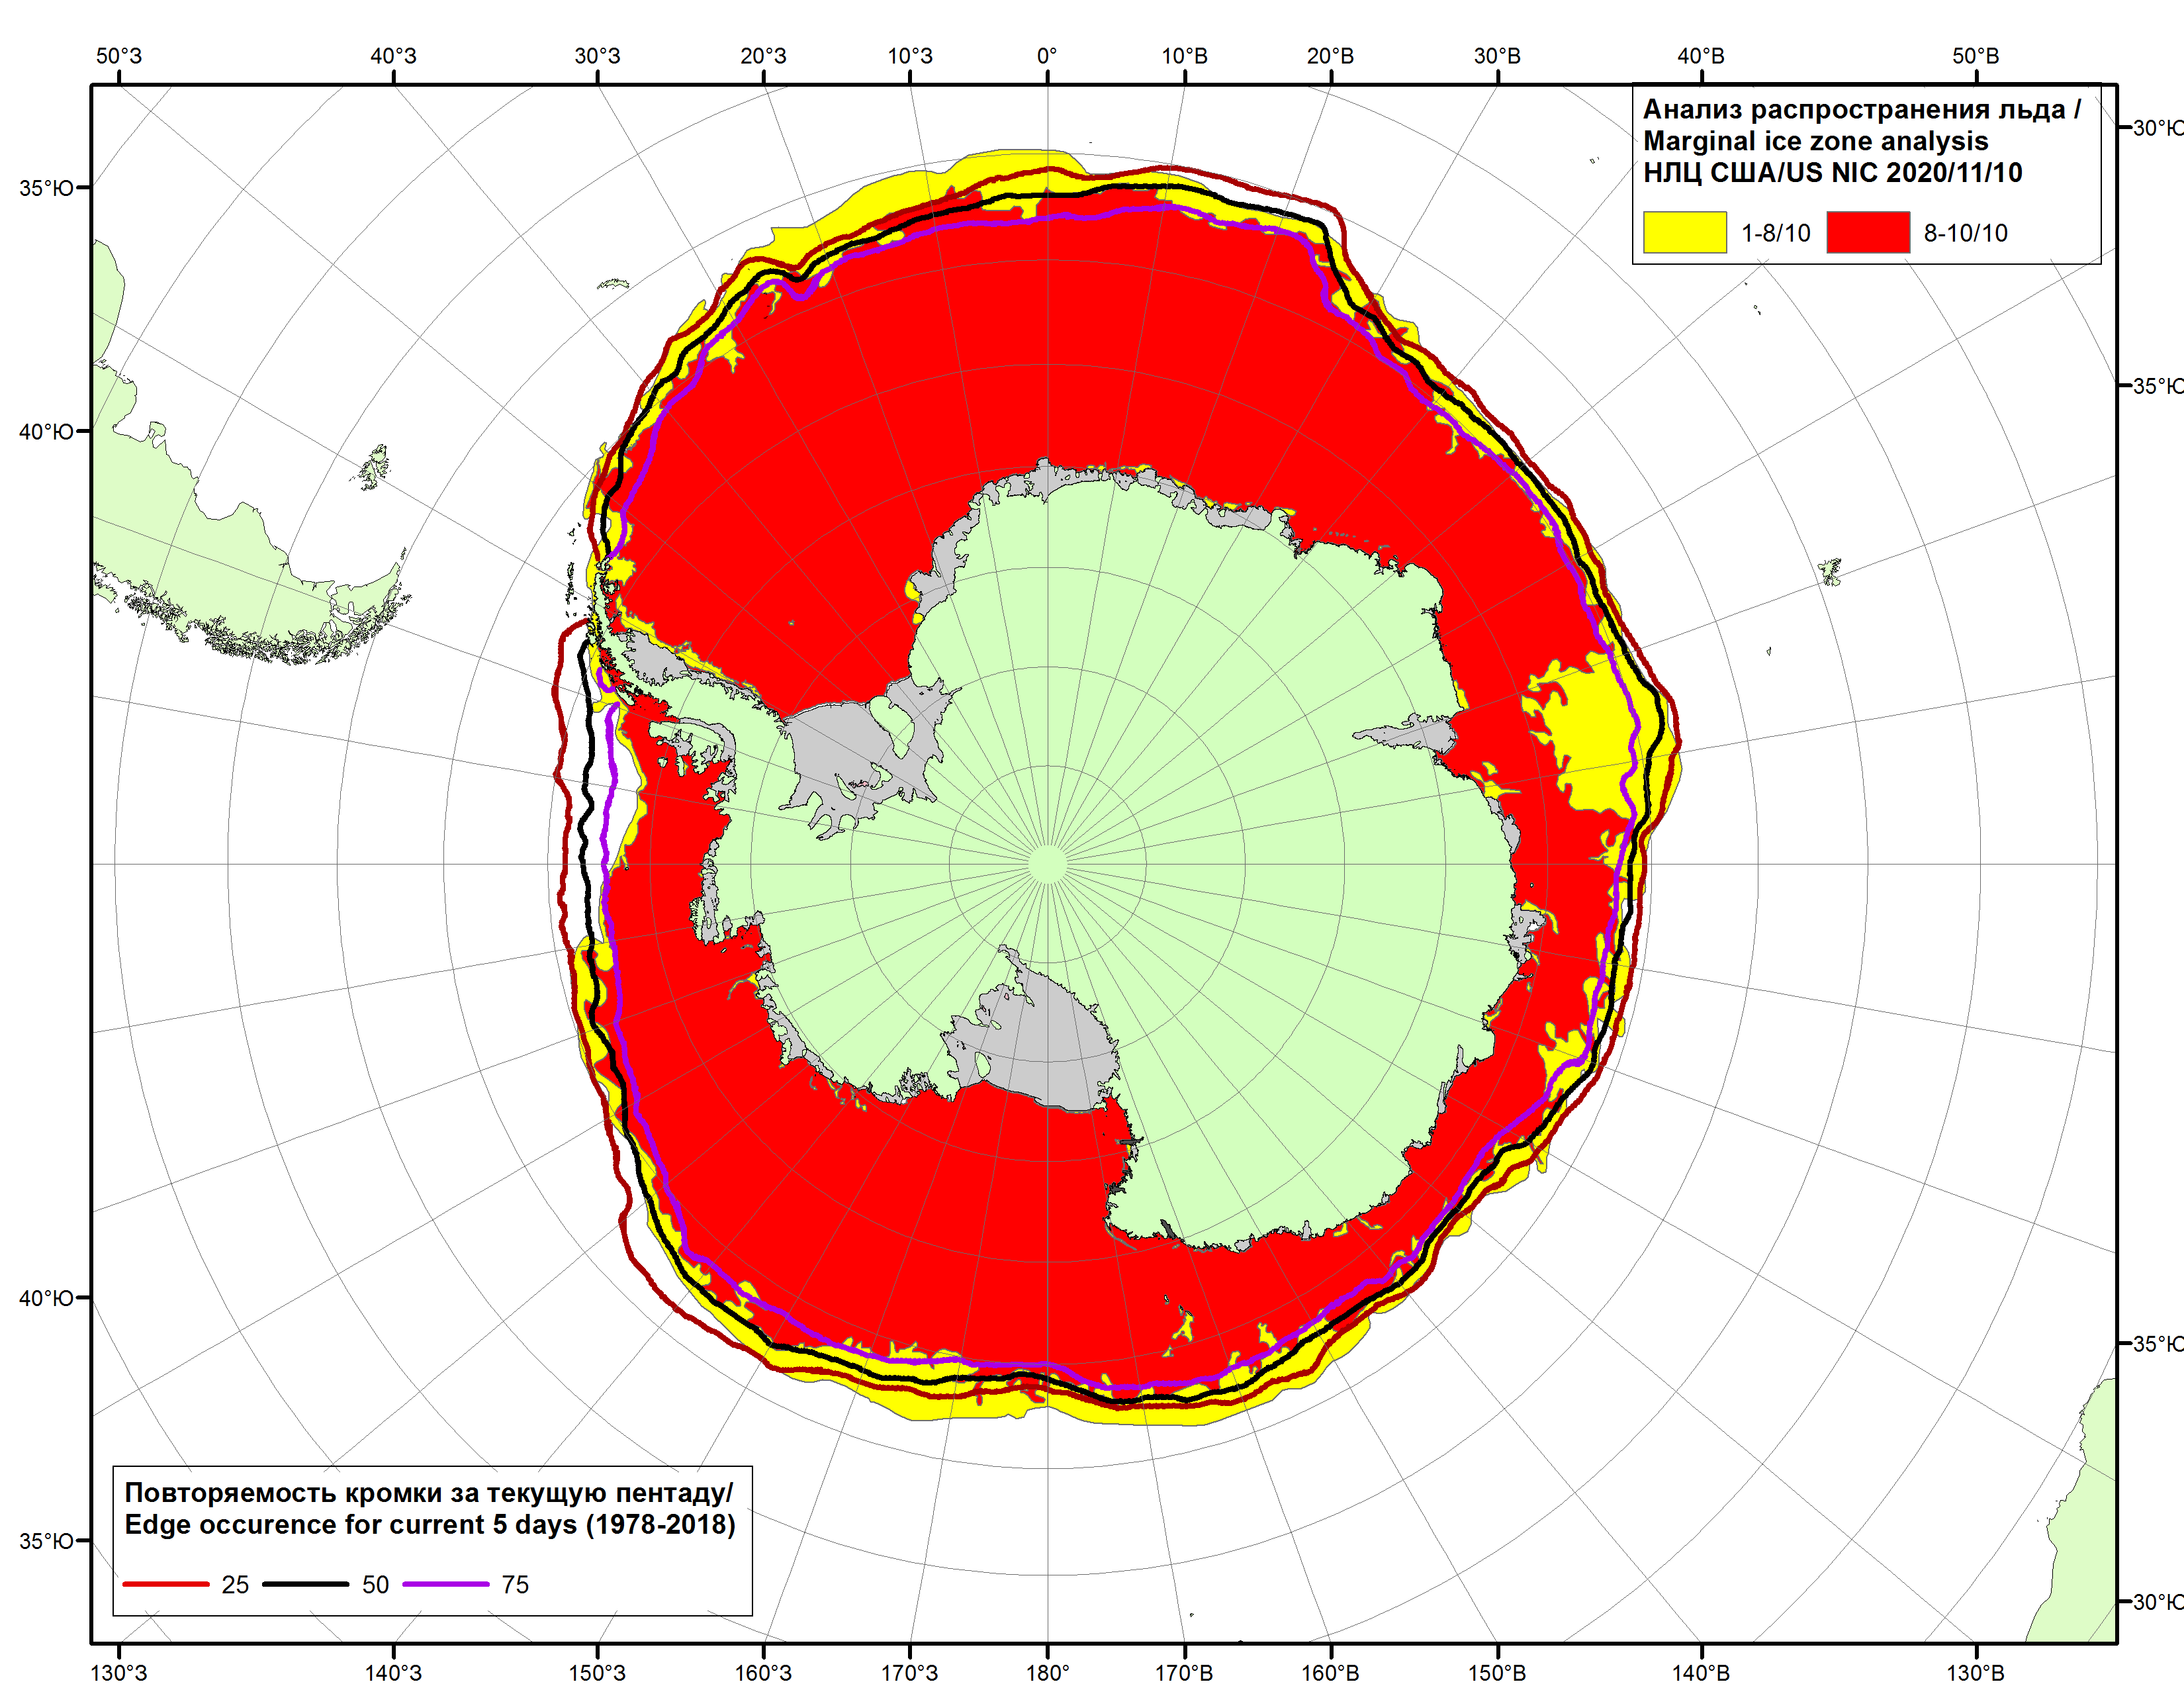 50°З 40°З 30°З 20°З 10°З 0° 10°В 20°В 30°В 40°В 50°В
Анализ распространения льда /
Marginal ice zone analysis
НЛЦ США/US NIC 2020/11/10
1-8/10 8-10/10
30°Ю
35°Ю
35°Ю
40°Ю
40°Ю
35°Ю
35°Ю
30°Ю
Повторяемость кромки за текущую пентаду/
Edge occurence for current 5 days (1978-2018)
25 50 75
130°З 140°З 150°З 160°З 170°З 180° 170°В 160°В 150°В 140°В 130°В